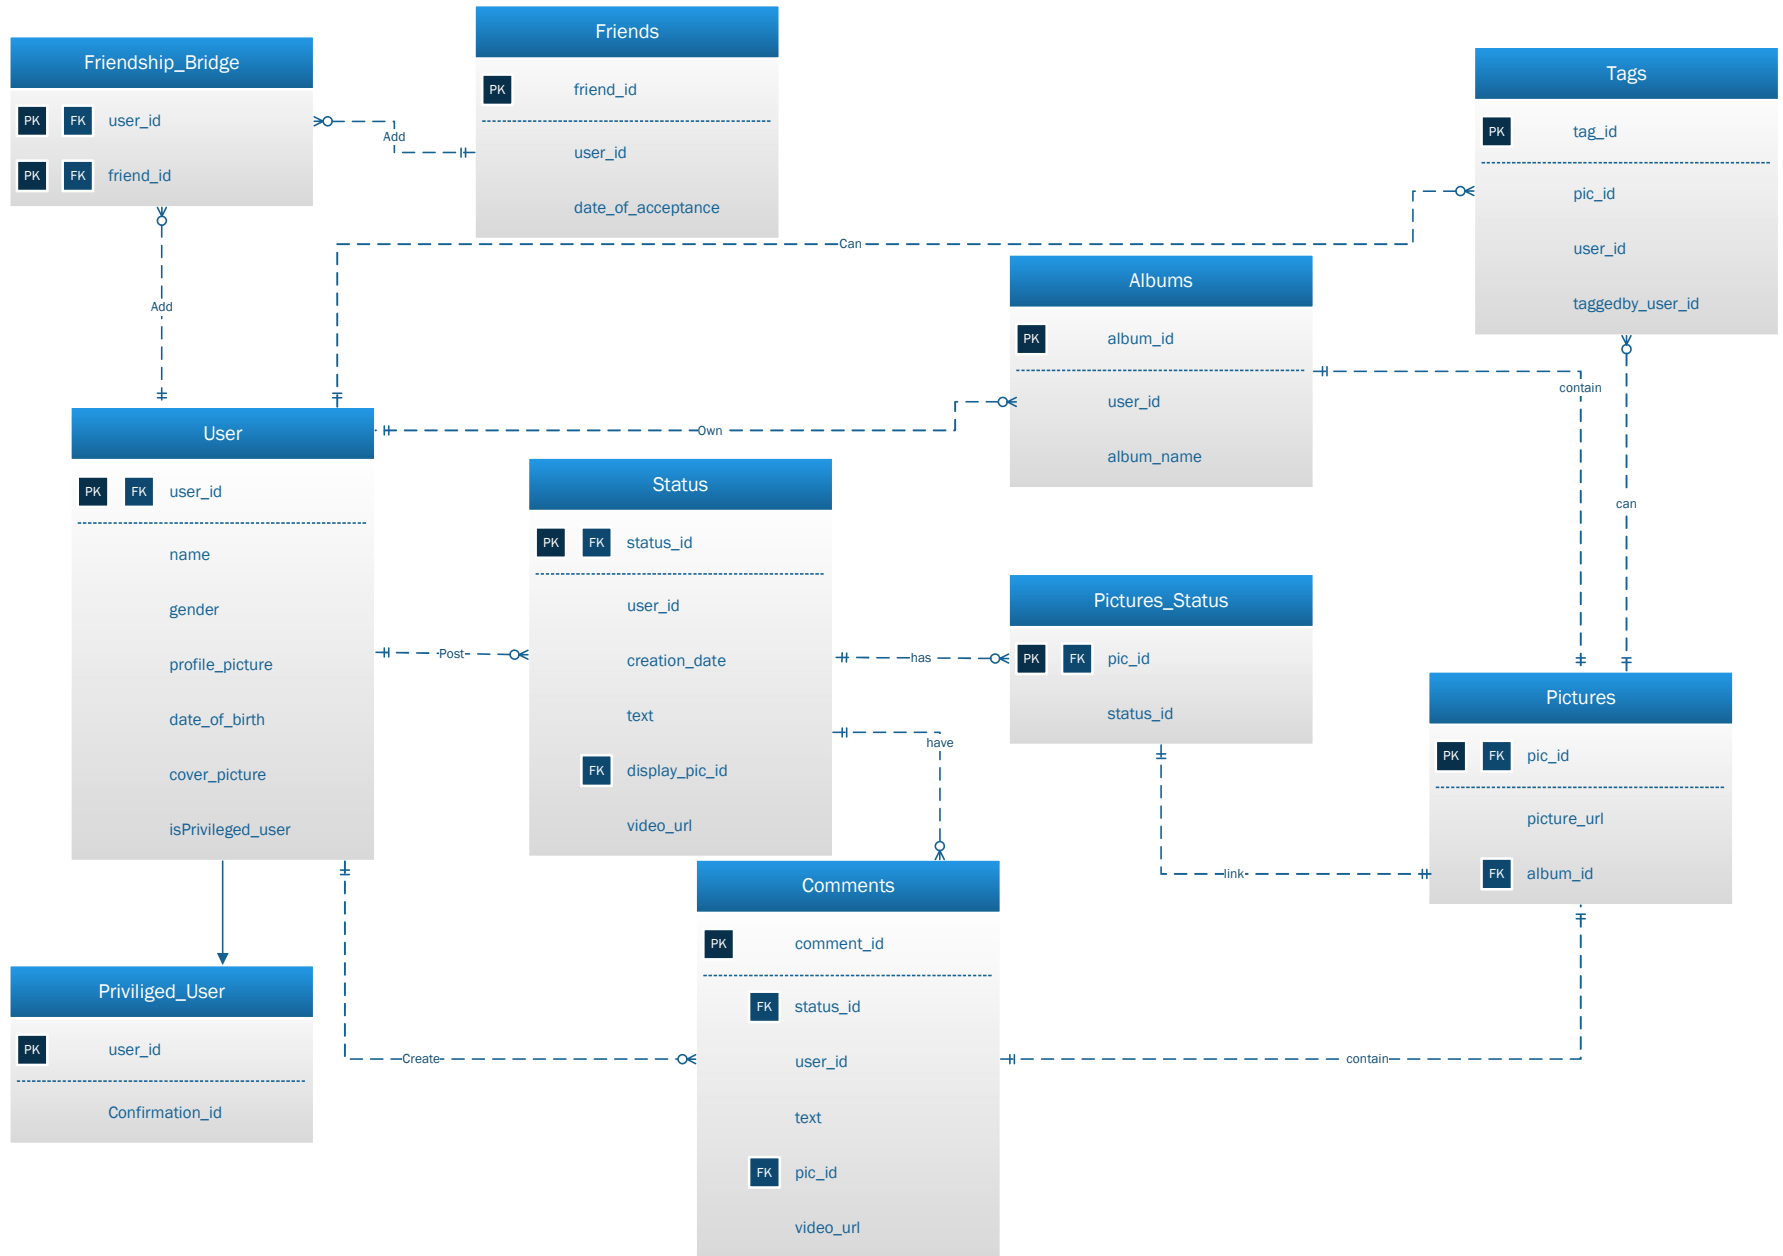 Friendship_Bridge
PK FK user_id
PK FK friend_id
Friends
PK friend_id
user_id
date_of_acceptance
Add
Add
Tags
PK tag_id
pic_id
user_id
taggedby_user_id
Can
Albums
PK album_id
user_id
album_name
contain
can
Own
User
PK FK user_id
name
gender
profile_picture
date_of_birth
cover_picture
isPrivileged_user
Post
Status
PK FK status_id
user_id
creation_date
text
FK display_pic_id
video_url
has
have
Pictures_Status
PK FK pic_id
status_id
link
Pictures
PK FK pic_id
picture_url
FK album_id
Priviliged_User
PK user_id
Confirmation_id
Create
Comments
PK comment_id
FK status_id
user_id
text
FK pic_id
video_url
contain